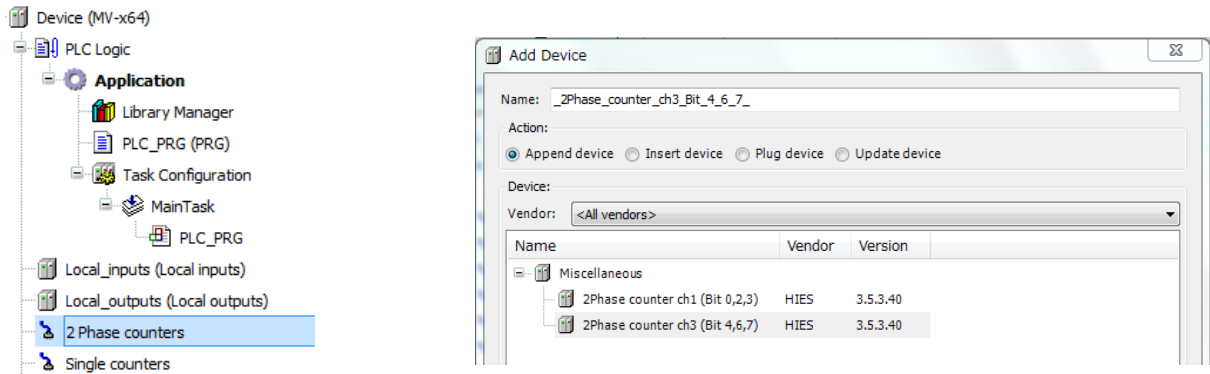 Device (MV-x64)
PLC Logic
Application
Library Manager
PLC_PRG (PRG)
Task Configuration
MainTask
PLC_PRG
Local_inputs (Local inputs)
Local_outputs (Local outputs)
2 Phase counters
Single counters
Add Device
Name: _2Phase_counter_ch3_Bit_4_6_7_
Action:
Append device Insert device Plug device Update device
Device:
Vendor: <All vendors>
Name Vendor Version
Miscellaneous
2Phase counter ch1 (Bit 0,2,3) HIES 3.5.3.40
2Phase counter ch3 (Bit 4,6,7) HIES 3.5.3.40